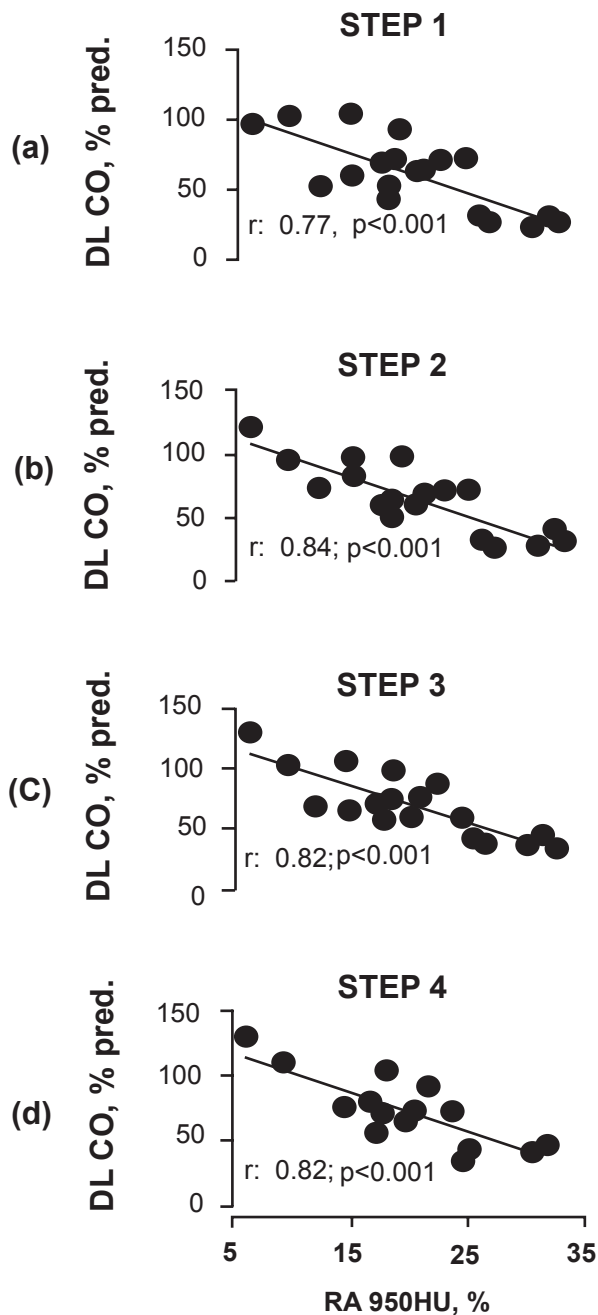 STEP 1
(a)
DL CO, % pred.
150
100
50
0
r: 0.77, p<0.001
STEP 2
(b)
DL CO, % pred.
150
100
50
0
r: 0.84; p<0.001
STEP 3
(C)
DL CO, % pred.
150
100
50
0
r: 0.82; p<0.001
STEP 4
(d)
DL CO, % pred.
150
100
50
0
r: 0.82; p<0.001
5 15 25 35
RA 950HU, %